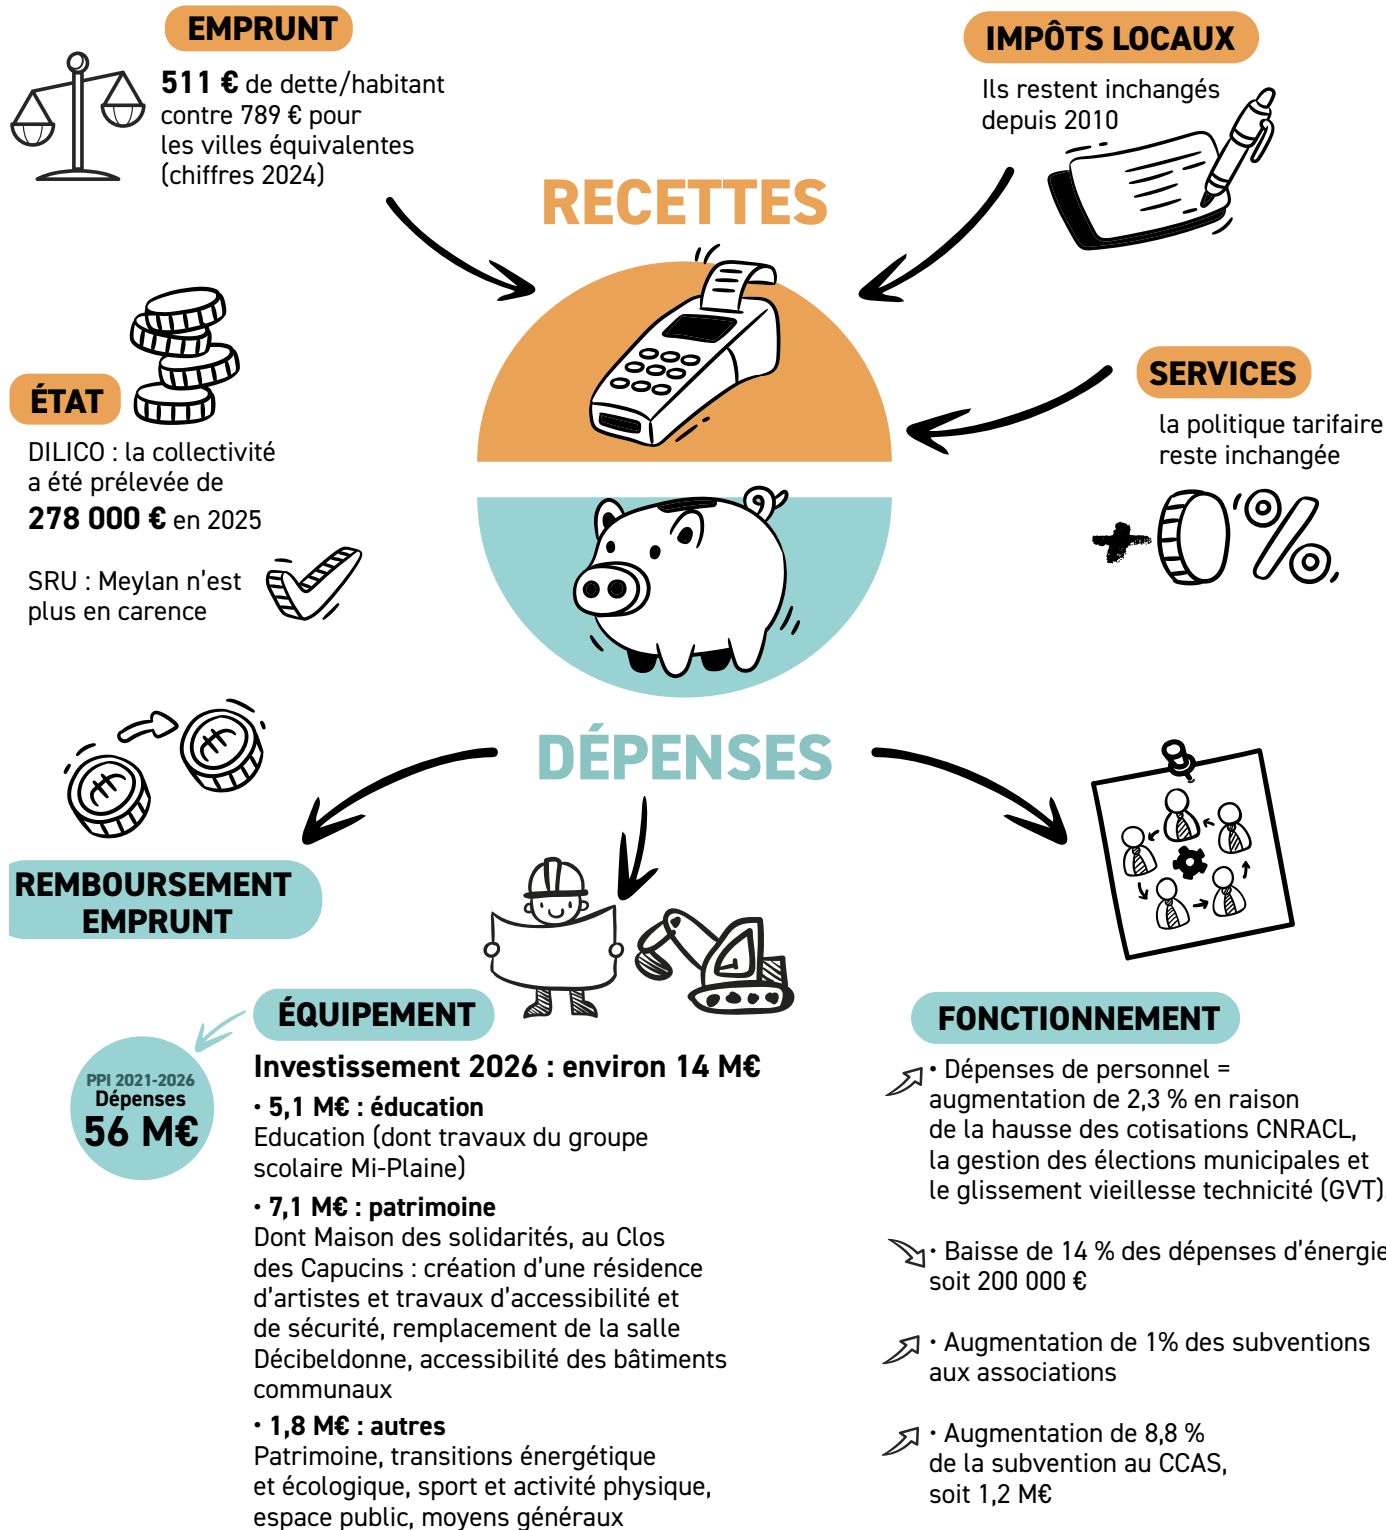 EMPRUNT
511 € de dette/habitant
contre 789 € pour
les villes équivalentes
(chiffres 2024)
IMPÔTS LOCAUX
Ils restent inchangés
depuis 2010
RECETTES
ÉTAT
DILICO : la collectivité
a été prélevée de
278 000 € en 2025
SRU : Meylan n'est
plus en carence
SERVICES
la politique tarifaire
reste inchangée
+ 0 %
DÉPENSES
REMBOURSEMENT
EMPRUNT
ÉQUIPEMENT
PPI 2021-2026
Dépenses
56 M€
Investissement 2026 : environ 14 M€
• 5,1 M€ : éducation
Education (dont travaux du groupe
scolaire Mi-Plaine)
• 7,1 M€ : patrimoine
Dont Maison des solidarités, au Clos
des Capucins : création d'une résidence
d'artistes et travaux d'accessibilité et
de sécurité, remplacement de la salle
Décibeldonne, accessibilité des bâtiments
communaux
• 1,8 M€ : autres
Patrimoine, transitions énergétique
et écologique, sport et activité physique,
espace public, moyens généraux
FONCTIONNEMENT
• Dépenses de personnel =
augmentation de 2,3 % en raison
de la hausse des cotisations CNRACL,
la gestion des élections municipales et
le glissement vieillesse technicité (GVT)
• Baisse de 14 % des dépenses d'énergie
soit 200 000 €
• Augmentation de 1% des subventions
aux associations
• Augmentation de 8,8 %
de la subvention au CCAS,
soit 1,2 M€